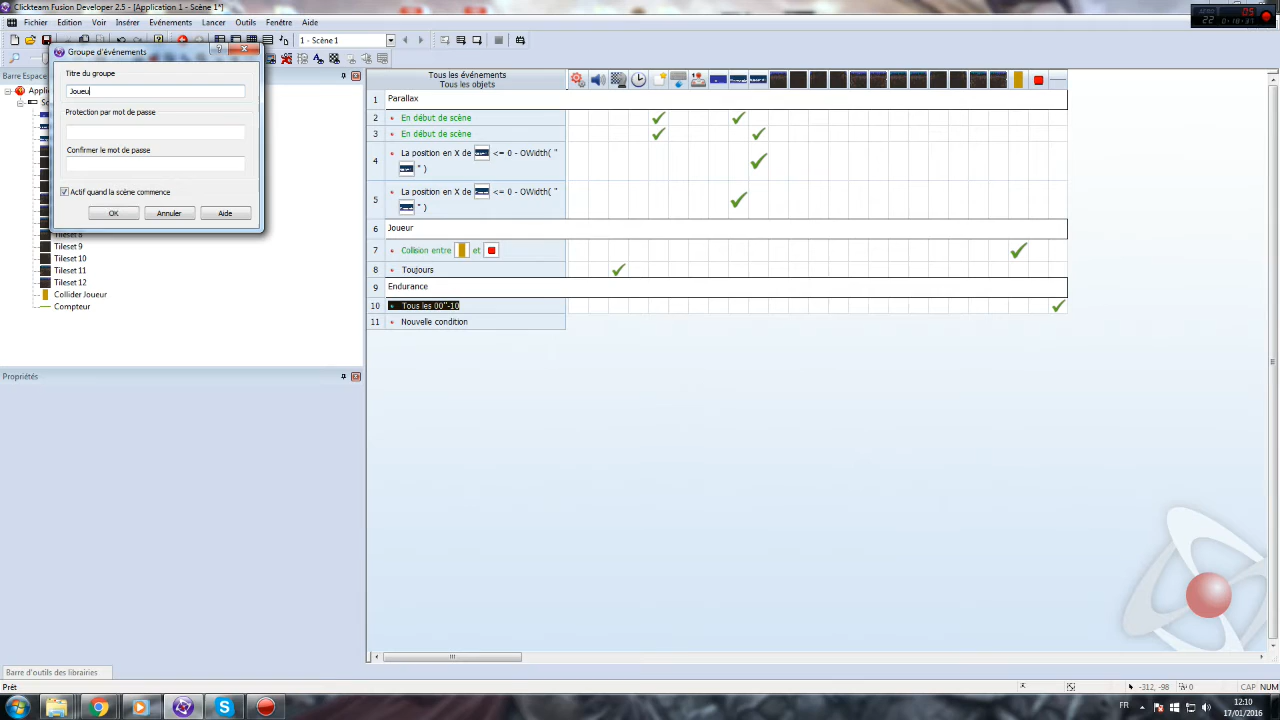 Clickteam Fusion Developer 2.5 - [Application 1 - Scène 1*]
Fichier Edition Voir Insérer Evénements Lancer Outils Fenêtre Aide
1 - Scène 1
Groupe d'événements
Titre du groupe
Joueu
Protection par mot de passe
Confirmer le mot de passe
Actif quand la scène commence
OK Annuler Aide
Barre Espace
Tileset 9
Tileset 10
Tileset 11
Tileset 12
Collider Joueur
Compteur
Propriétés
Tous les événements
Tous les objets
1 Parallax
2 En début de scène
3 En début de scène
4 La position en X de <= 0 - OWidth( "
" )
5 La position en X de <= 0 - OWidth( "
" )
6 Joueur
7 Collision entre et
8 Toujours
9 Endurance
10 Tous les 00''-10
11 Nouvelle condition
Barre d'outils des librairies
Prêt
-312, -98 0 CAP NUM
FR
12:10
17/01/2016